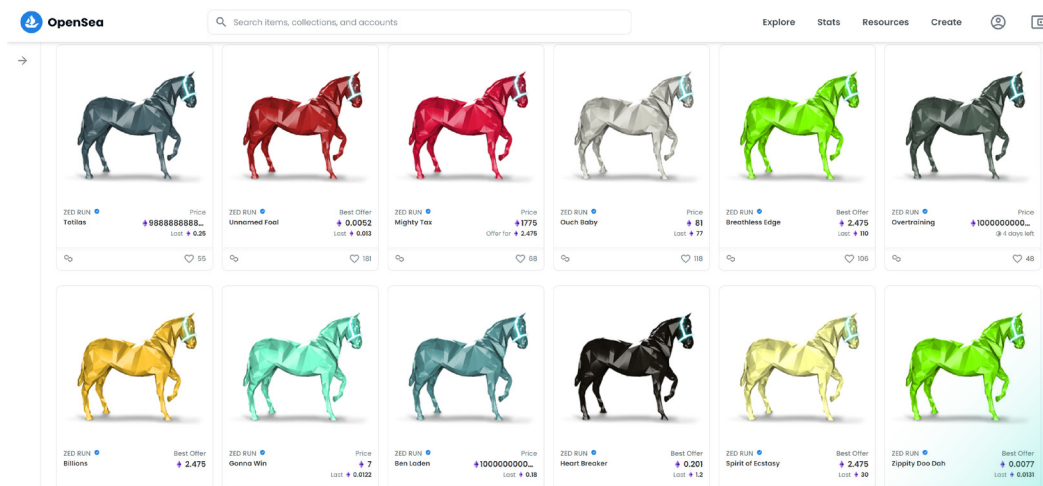 OpenSea
Search items, collections, and accounts
Explore Stats Resources Create
ZED RUN Price
Totilas 9888888888...
Last 0.25
55
ZED RUN Best Offer
Unnamed Foal 0.0052
Last 0.013
181
ZED RUN Price
Mighty Tax 1775
Offer for 2.475
68
ZED RUN Price
Ouch Baby 81
Last 77
118
ZED RUN Best Offer
Breathless Edge 2.475
Last 110
106
ZED RUN Price
Overtraining 1000000000...
4 days left
48
ZED RUN Best Offer
Billions 2.475
ZED RUN Price
Gonna Win 7
Last 0.0122
ZED RUN Price
Ben Laden 1000000000...
Last 0.18
ZED RUN Best Offer
Heart Breaker 0.201
Last 1.2
ZED RUN Best Offer
Spirit of Ecstasy 2.475
Last 30
ZED RUN Best Offer
Zippity Doo Dah 0.0077
Last 0.0131